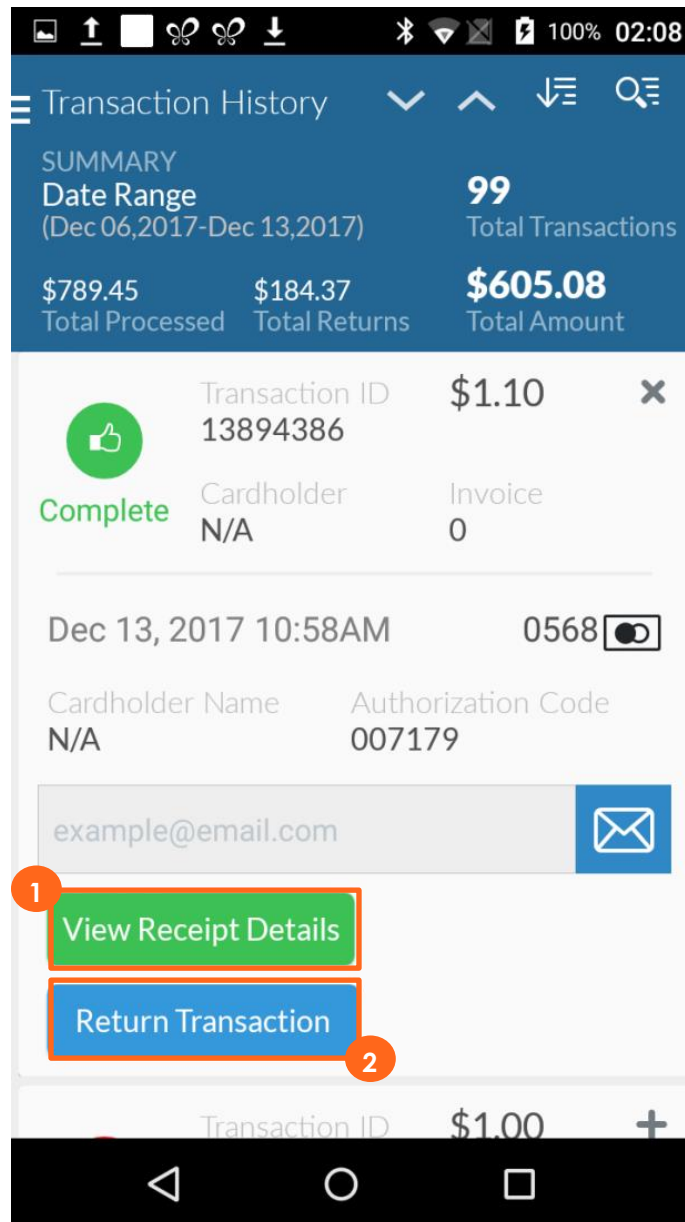 100% 02:08
Transaction History
SUMMARY
Date Range
(Dec 06,2017-Dec 13,2017)
99
Total Transactions
$789.45
Total Processed
$184.37
Total Returns
$605.08
Total Amount
Transaction ID
13894386
$1.10
Complete
Cardholder
N/A
Invoice
0
Dec 13, 2017 10:58AM
0568
Cardholder Name
N/A
Authorization Code
007179
example@email.com
1
View Receipt Details
Return Transaction
2
Transaction ID
$1.00